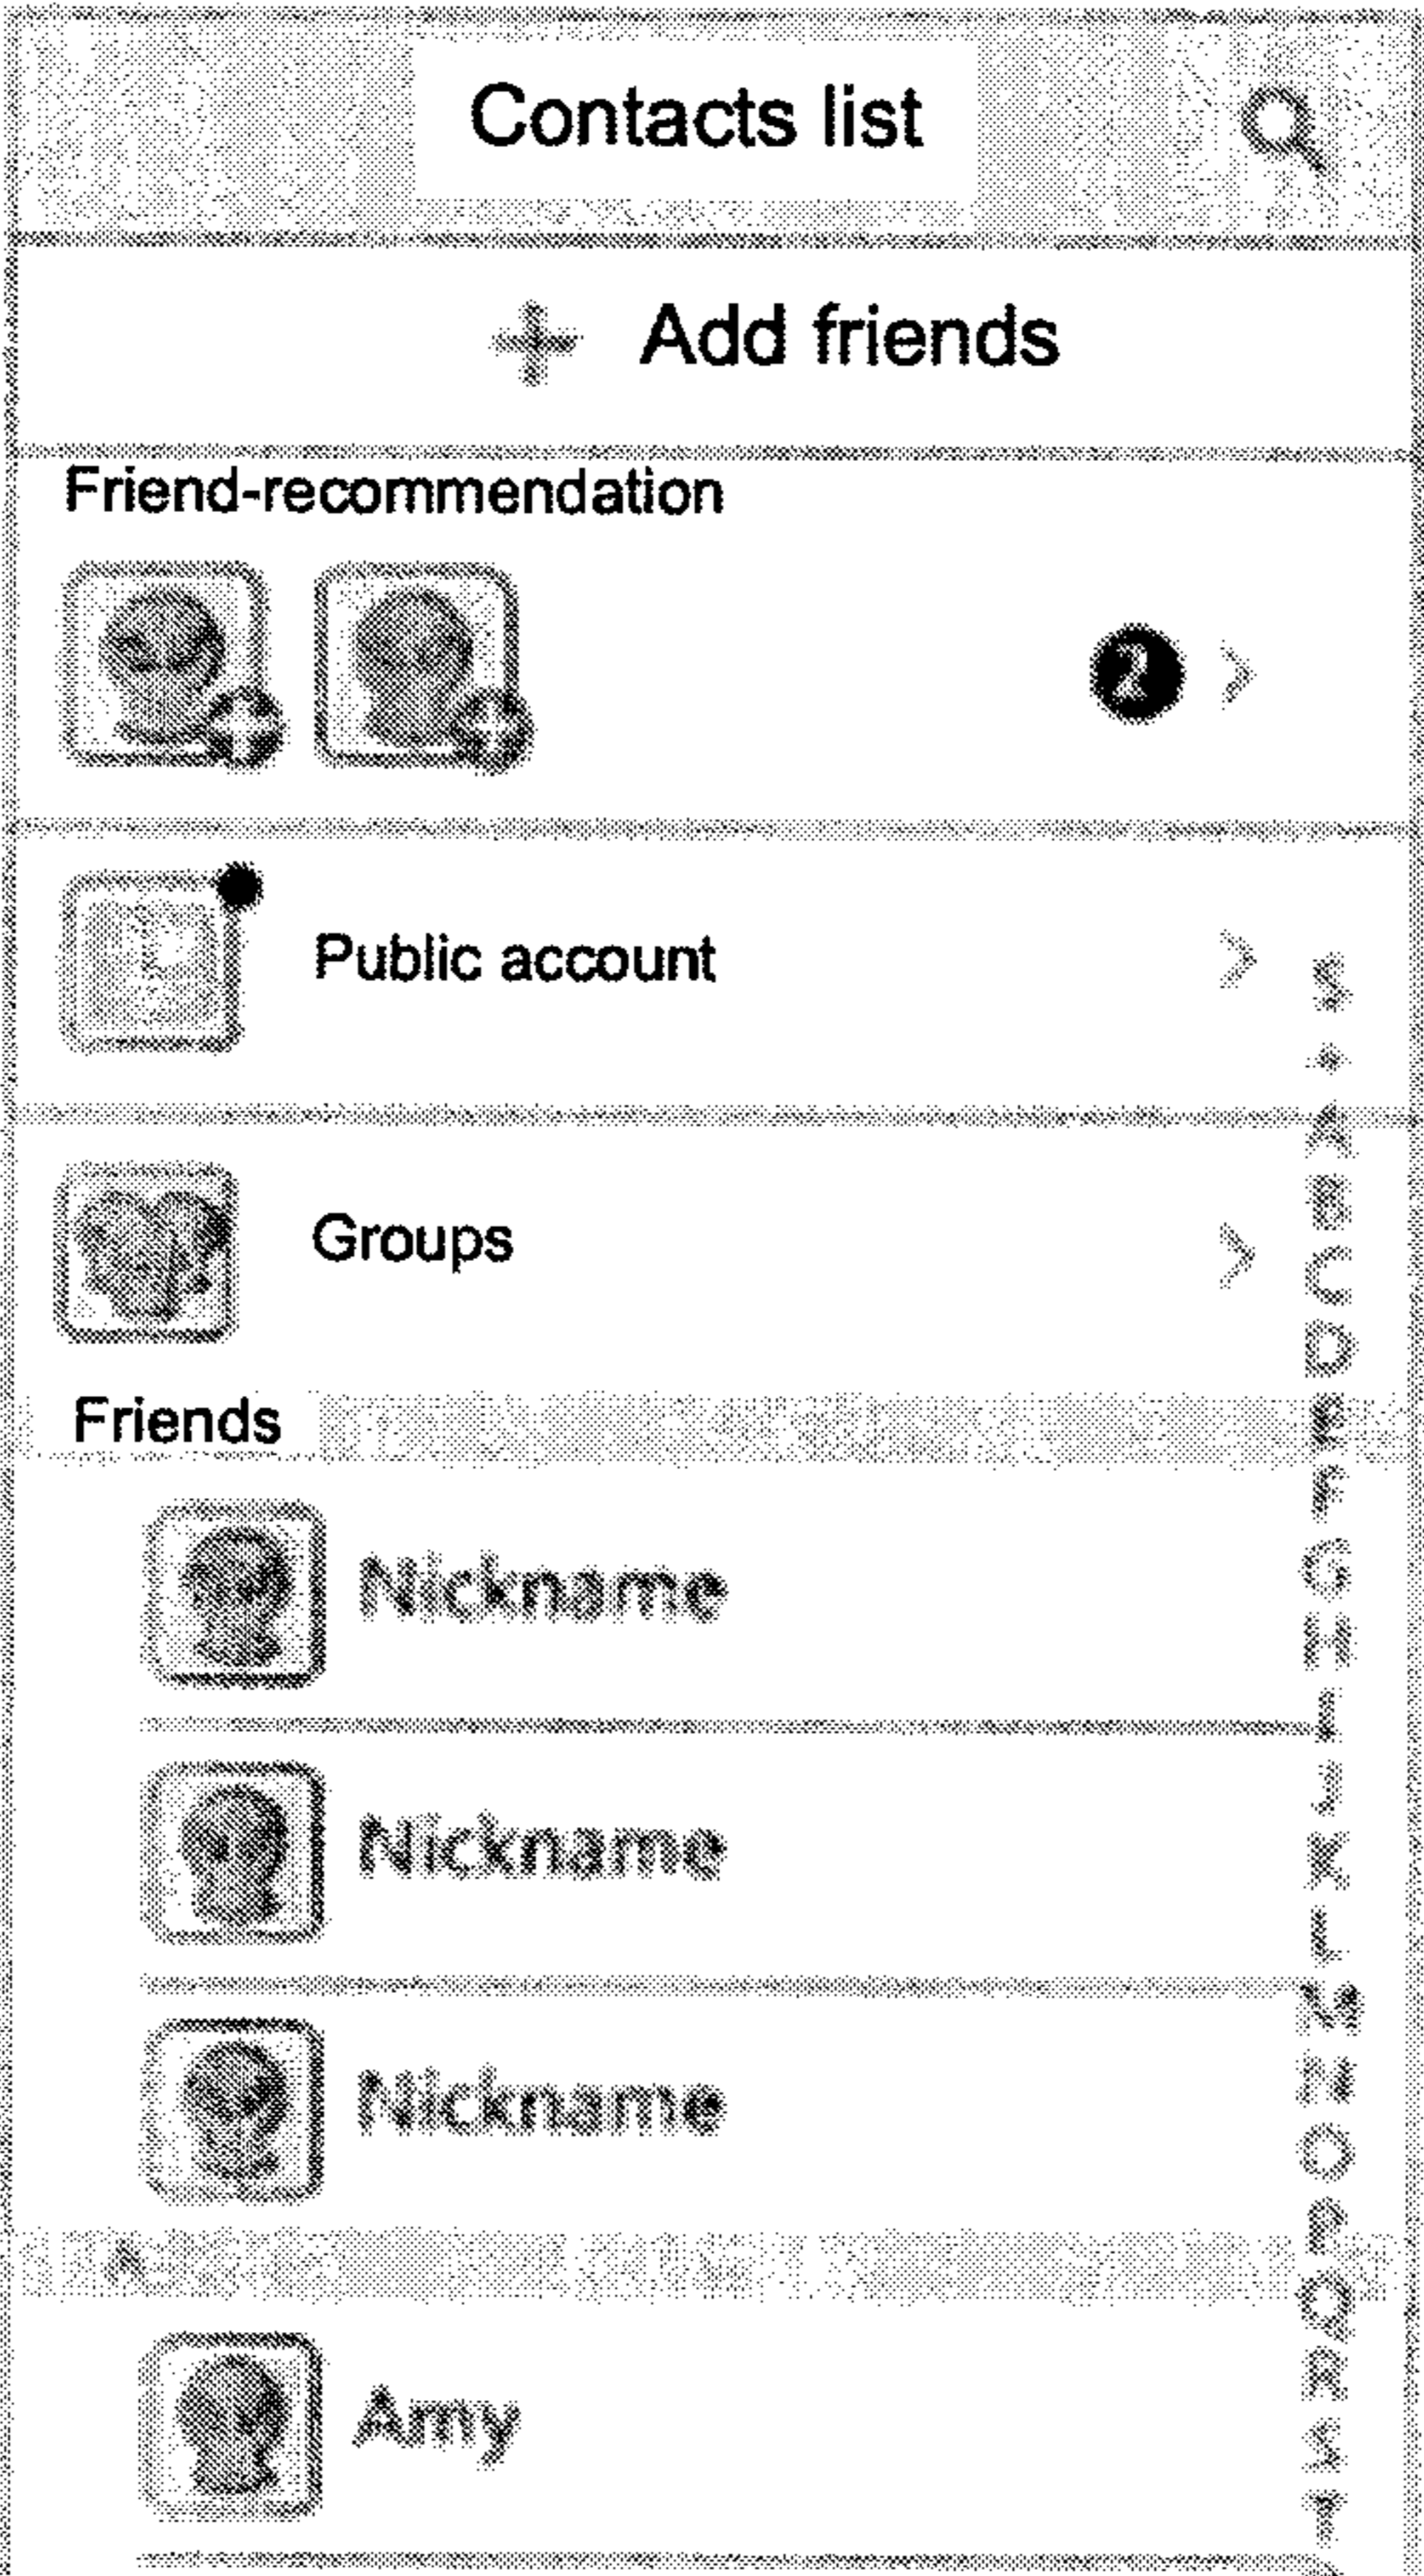 Contacts list
+ Add friends
Friend-recommendation
2 >
Public account >
Groups >
Friends
Nickname
Nickname
Nickname
A
Amy
A
B
C
D
E
F
G
H
I
J
K
L
M
N
O
P
Q
R
S
T